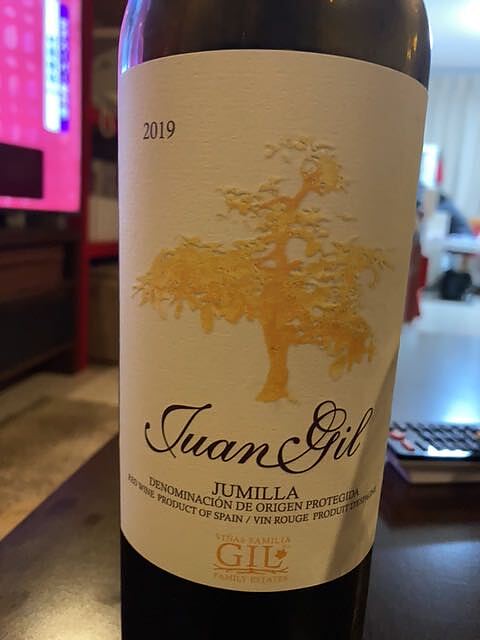 2019
Juan Gil
JUMILLA
DENOMINACIÓN DE ORIGEN PROTEGIDA
RED WINE PRODUCT OF SPAIN / VIN ROUGE PRODUIT D'ESPAGNE
VIÑAS FAMILIA
GIL
FAMILY ESTATES